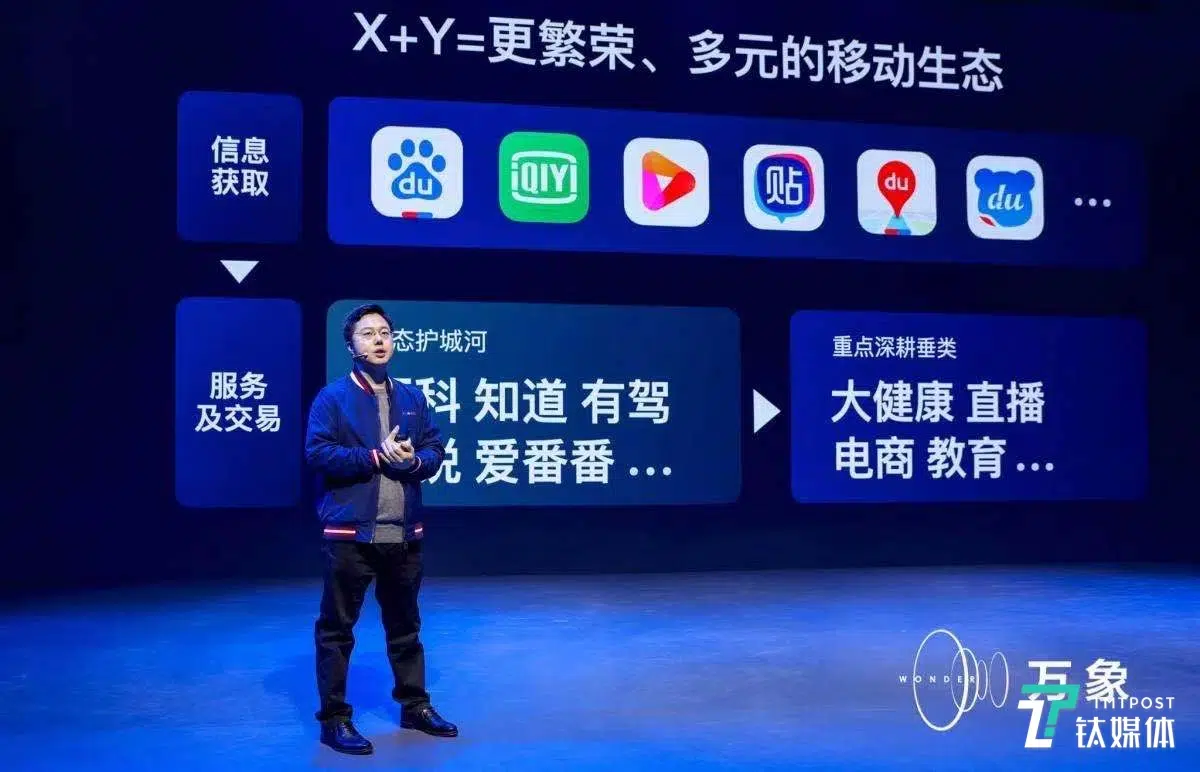 X+Y=更繁荣、多元的移动生态
信息
获取
du
iQIYI
贴
du
du
...
服务
及交易
态护城河
科 知道 有驾
爱番番 ...
重点深耕垂类
大健康 直播
电商 教育 ...
WONDER
万象
TMTPOST
钛媒体